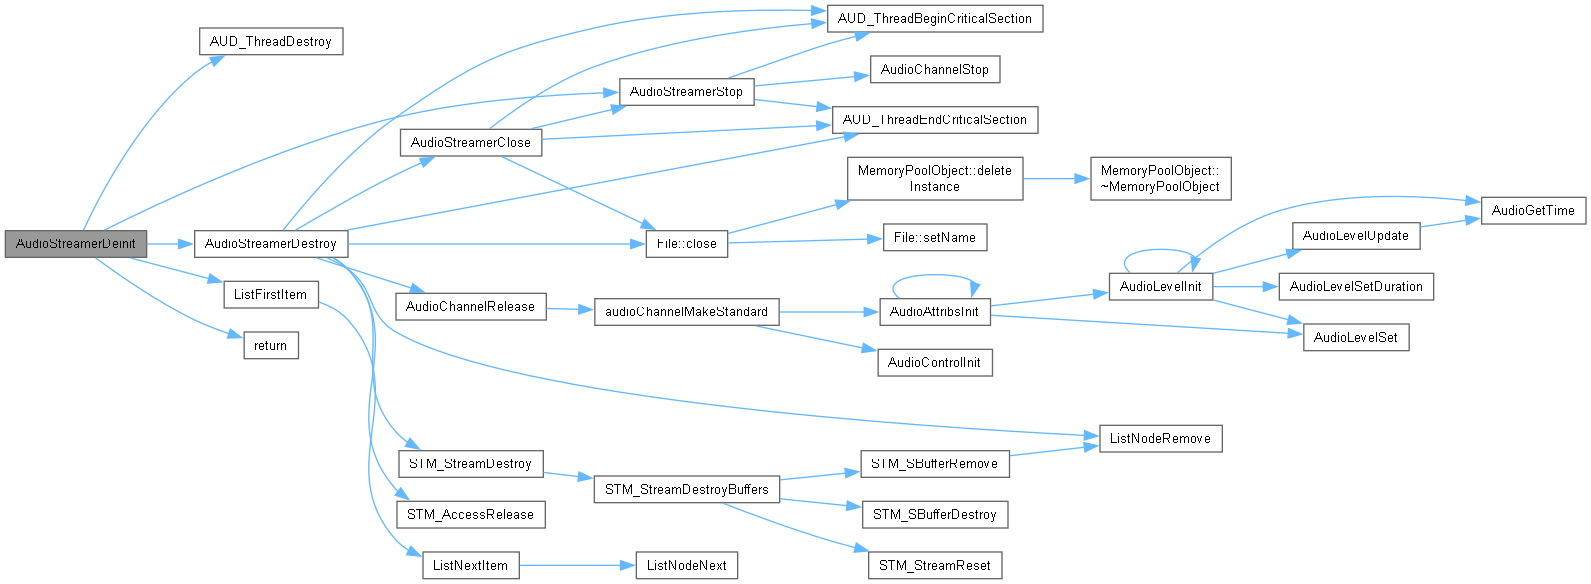 AUD_ThreadBeginCriticalSection
AUD_ThreadDestroy
AudioChannelStop
AudioStreamerStop
AUD_ThreadEndCriticalSection
AudioStreamerClose
MemoryPoolObject::delete
Instance
MemoryPoolObject::
~MemoryPoolObject
AudioGetTime
AudioStreamerDeinit
AudioStreamerDestroy
File::close
File::setName
AudioLevelUpdate
ListFirstItem
AudioChannelRelease
audioChannelMakeStandard
AudioAttribsInit
AudioLevelInit
AudioLevelSetDuration
AudioLevelSet
return
AudioControlInit
ListNodeRemove
STM_StreamDestroy
STM_SBufferRemove
STM_StreamDestroyBuffers
STM_AccessRelease
STM_SBufferDestroy
ListNextItem
ListNodeNext
STM_StreamReset